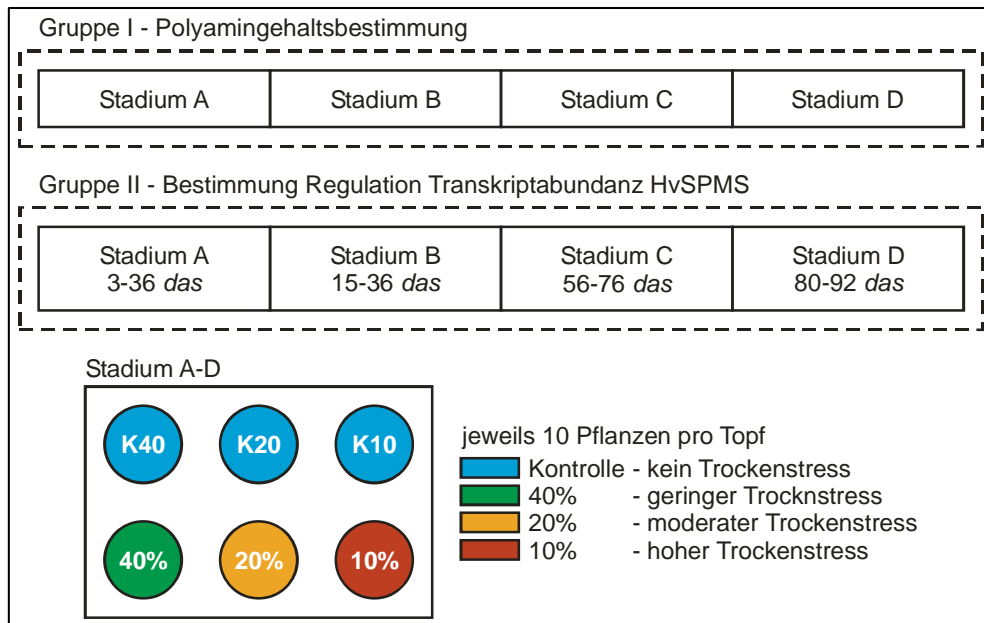 Gruppe I - Polyamingehaltsbestimmung
Stadium A Stadium B Stadium C Stadium D
Gruppe II - Bestimmung Regulation Transkriptabundanz HvSPMS
Stadium A Stadium B Stadium C Stadium D
3-36 das 15-36 das 56-76 das 80-92 das
Stadium A-D
K40 K20 K10
40% 20% 10%
jeweils 10 Pflanzen pro Topf
Kontrolle - kein Trockenstress
40% - geringer Trocknstress
20% - moderater Trockenstress
10% - hoher Trockenstress